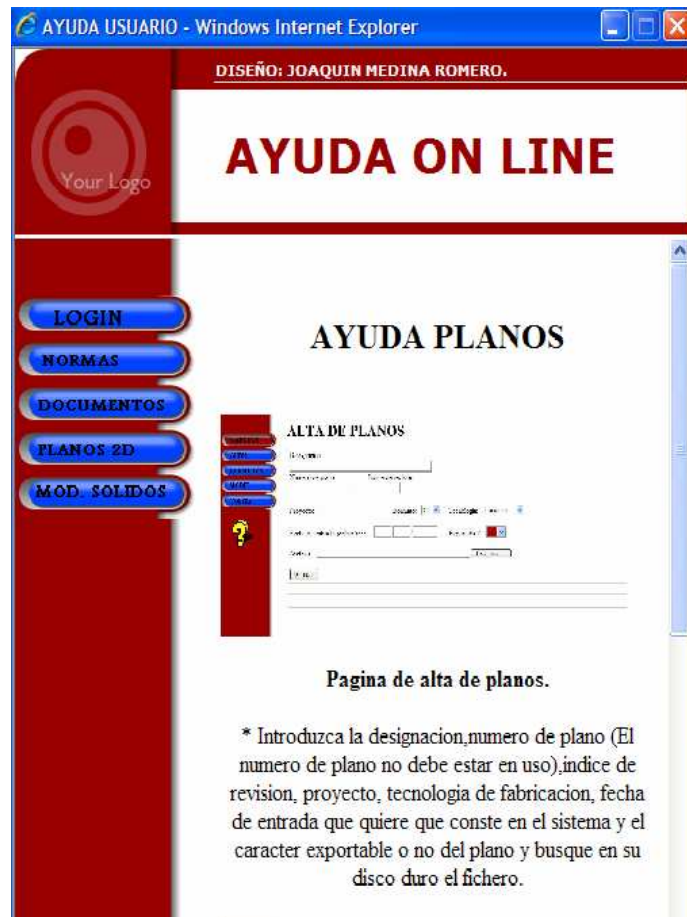 AYUDA USUARIO - Windows Internet Explorer
DISEÑO: JOAQUIN MEDINA ROMERO.
Your Logo
AYUDA ON LINE
LOGIN
NORMAS
DOCUMENTOS
PLANOS 2D
MOD. SOLIDOS
AYUDA PLANOS
ALTA DE PLANOS
Pagina de alta de planos.
* Introduzca la designacion,numero de plano (El
numero de plano no debe estar en uso),indice de
revision, proyecto, tecnologia de fabricacion, fecha
de entrada que quiere que conste en el sistema y el
caracter exportable o no del plano y busque en su
disco duro el fichero.